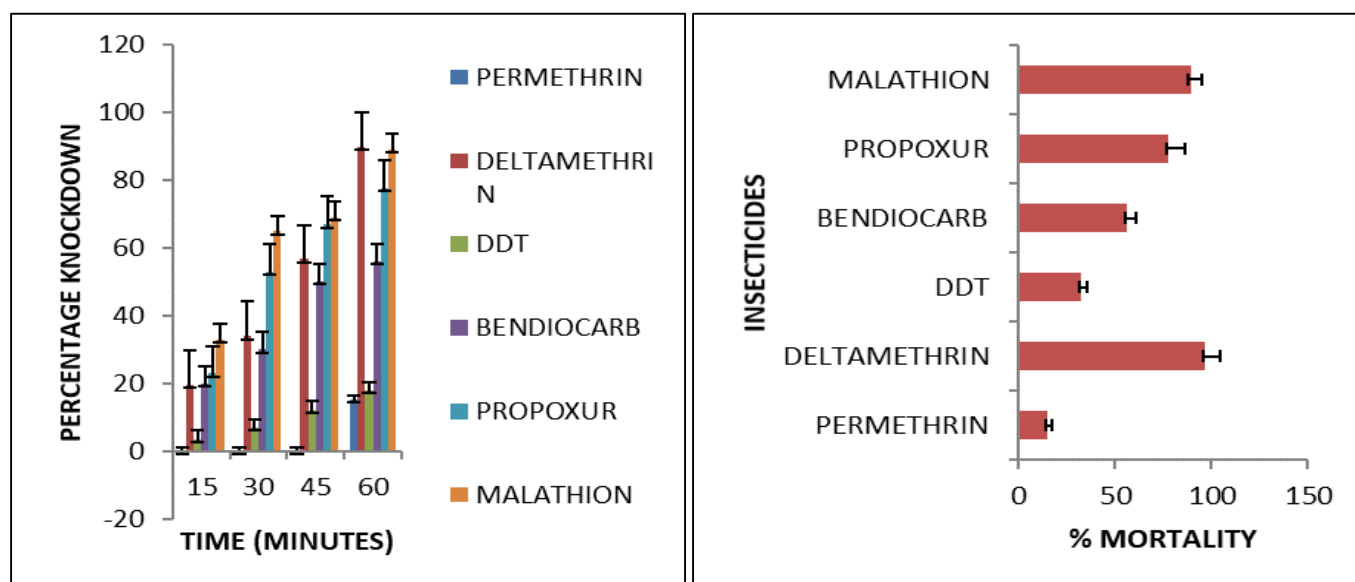 120
100
80
60
40
20
0
-20
PERCENTAGE KNOCKDOWN
15 30 45 60
TIME (MINUTES)
PERMETHRIN
DELTAMETHRI
N
DDT
BENDIOCARB
PROPOXUR
MALATHION
INSECTICIDES
MALATHION
PROPOXUR
BENDIOCARB
DDT
DELTAMETHRIN
PERMETHRIN
0 50 100 150
% MORTALITY